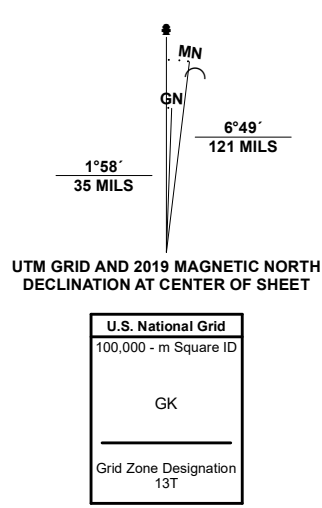 MN
GN
6°49´
121 MILS
1°58´
35 MILS
UTM GRID AND 2019 MAGNETIC NORTH
DECLINATION AT CENTER OF SHEET
U.S. National Grid
100,000 - m Square ID
GK
Grid Zone Designation
13T